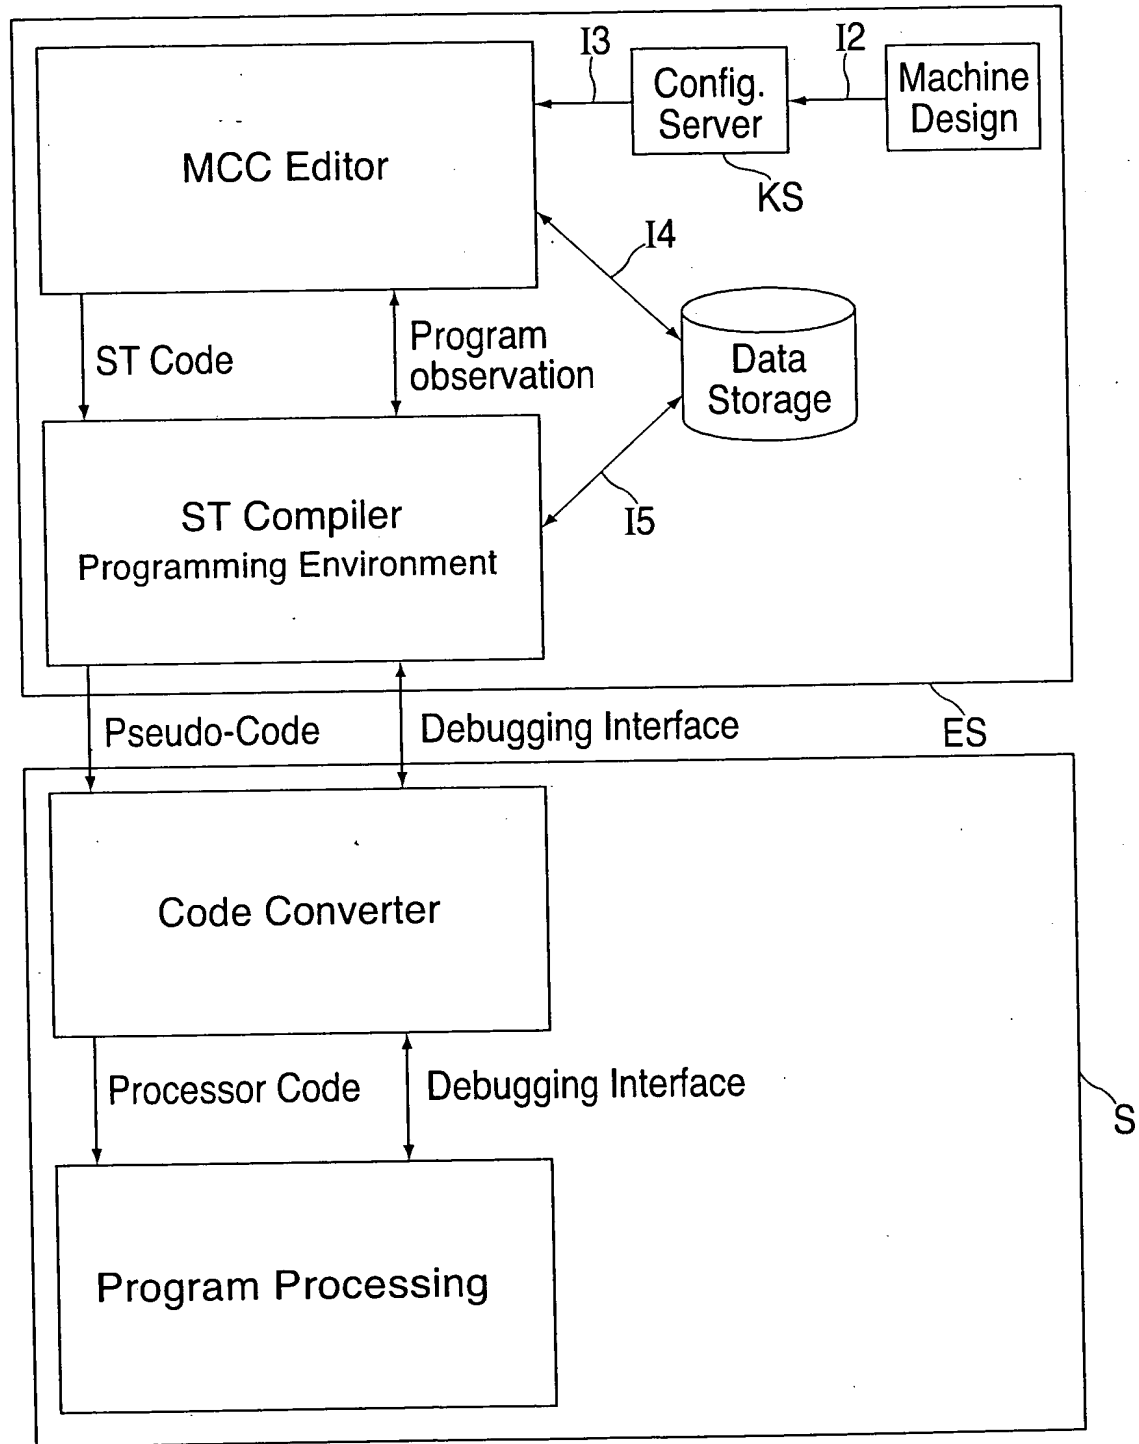 I3
I2
Config.
Server
Machine
Design
MCC Editor
KS
I4
ST Code
Program
observation
Data
Storage
ST Compiler
Programming Environment
I5
Pseudo-Code
Debugging Interface
ES
Code Converter
Processor Code
Debugging Interface
S
Program Processing